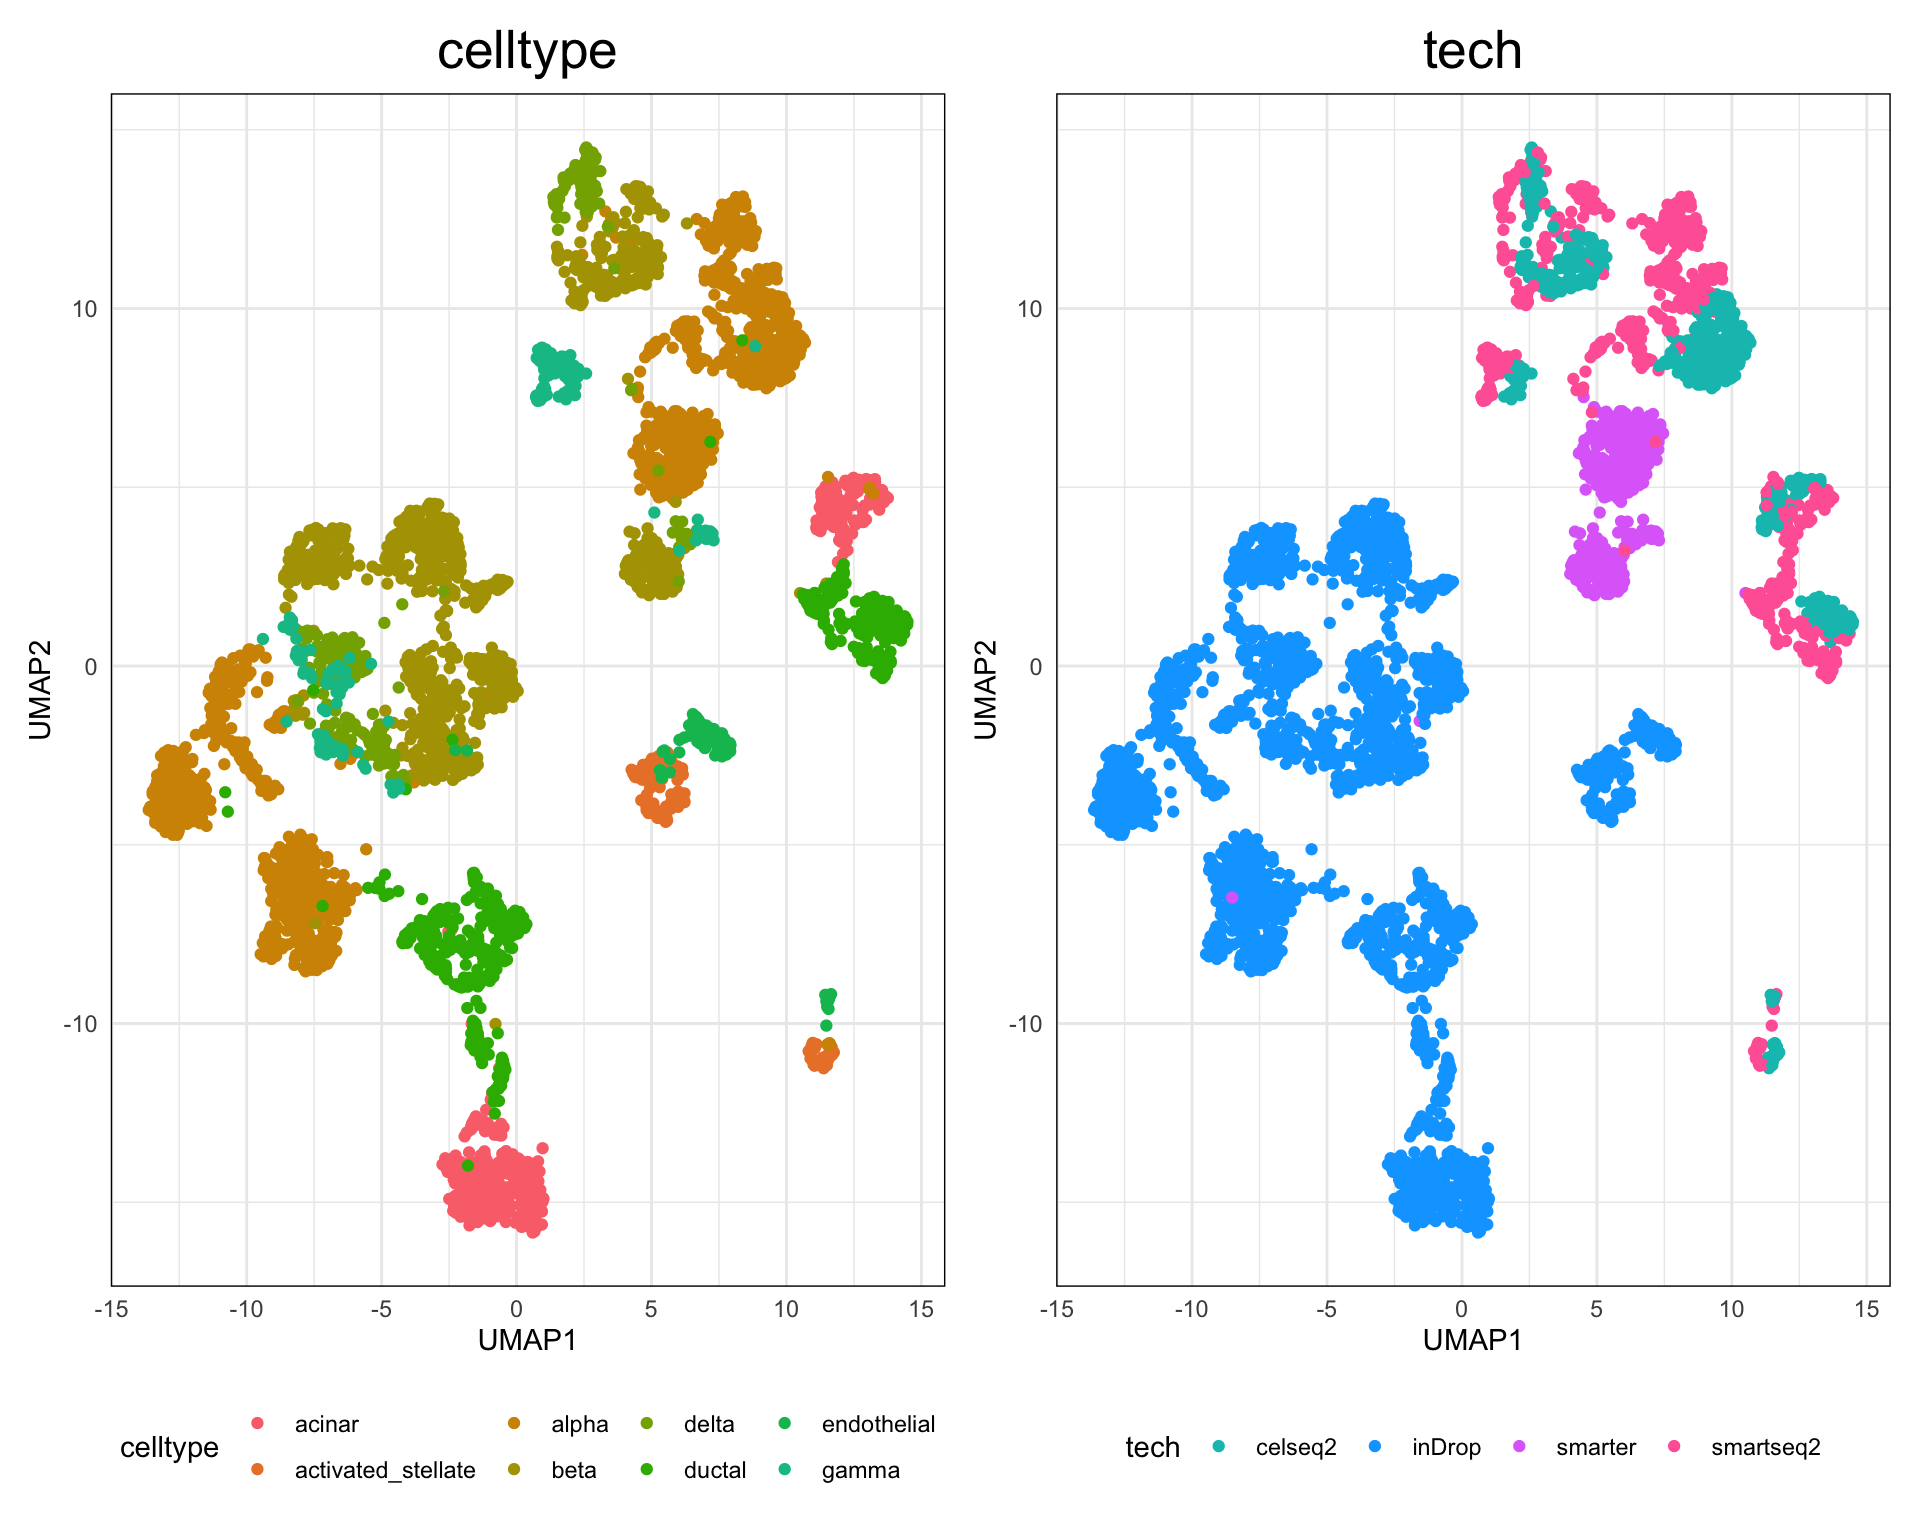 celltype
tech
10
0
-10
UMAP2
-15 -10 -5 0 5 10 15
UMAP1
10
0
-10
UMAP2
-15 -10 -5 0 5 10 15
UMAP1
celltype
acinar alpha delta endothelial
activated_stellate beta ductal gamma
tech celseq2 inDrop smarter smartseq2